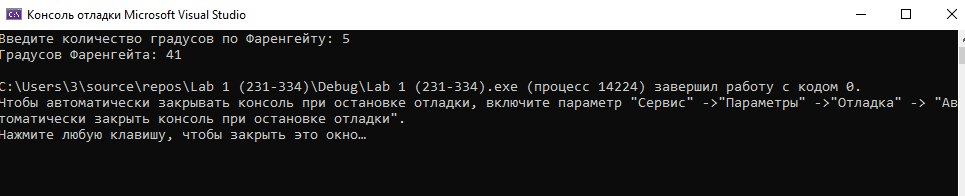 Консоль отладки Microsoft Visual Studio
Введите количество градусов по Фаренгейту: 5
Градусов Фаренгейта: 41
C:\Users\3\source\repos\Lab 1 (231-334)\Debug\Lab 1 (231-334).exe (процесс 14224) завершил работу с кодом 0.
Чтобы автоматически закрывать консоль при остановке отладки, включите параметр "Сервис" ->"Параметры" ->"Отладка" -> "Ав
томатически закрыть консоль при остановке отладки".
Нажмите любую клавишу, чтобы закрыть это окно…